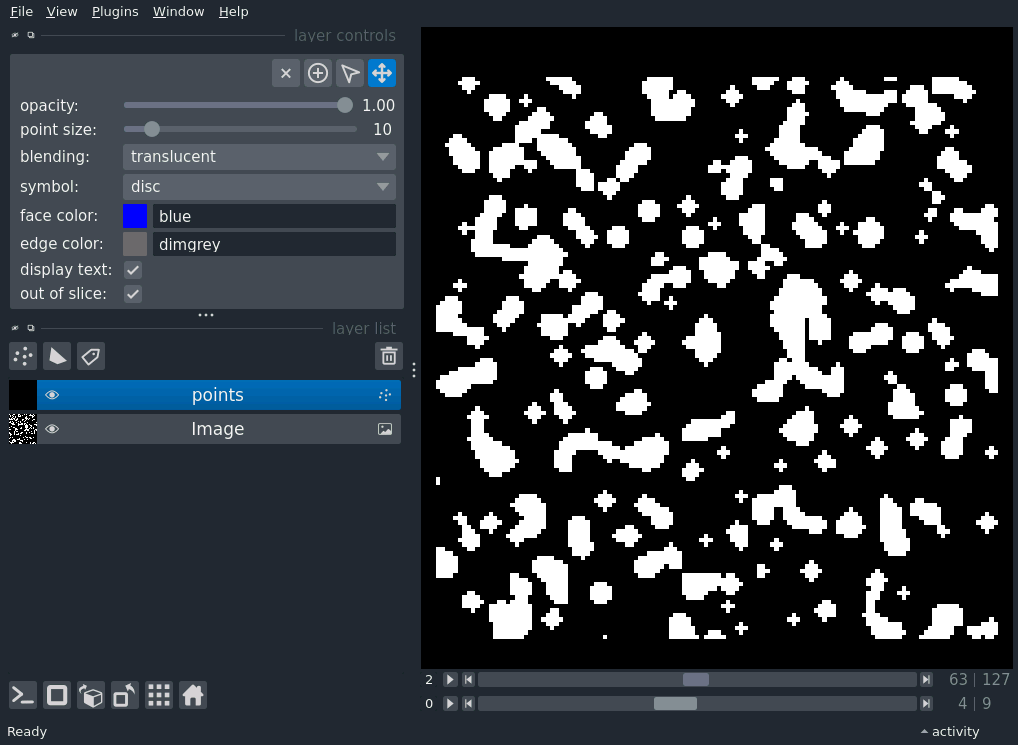 File View Plugins Window Help
layer controls
opacity: 1.00
point size: 10
blending: translucent
symbol: disc
face color: blue
edge color: dimgrey
display text:
out of slice:
layer list
points
Image
2 63 | 127
0 4 | 9
Ready activity